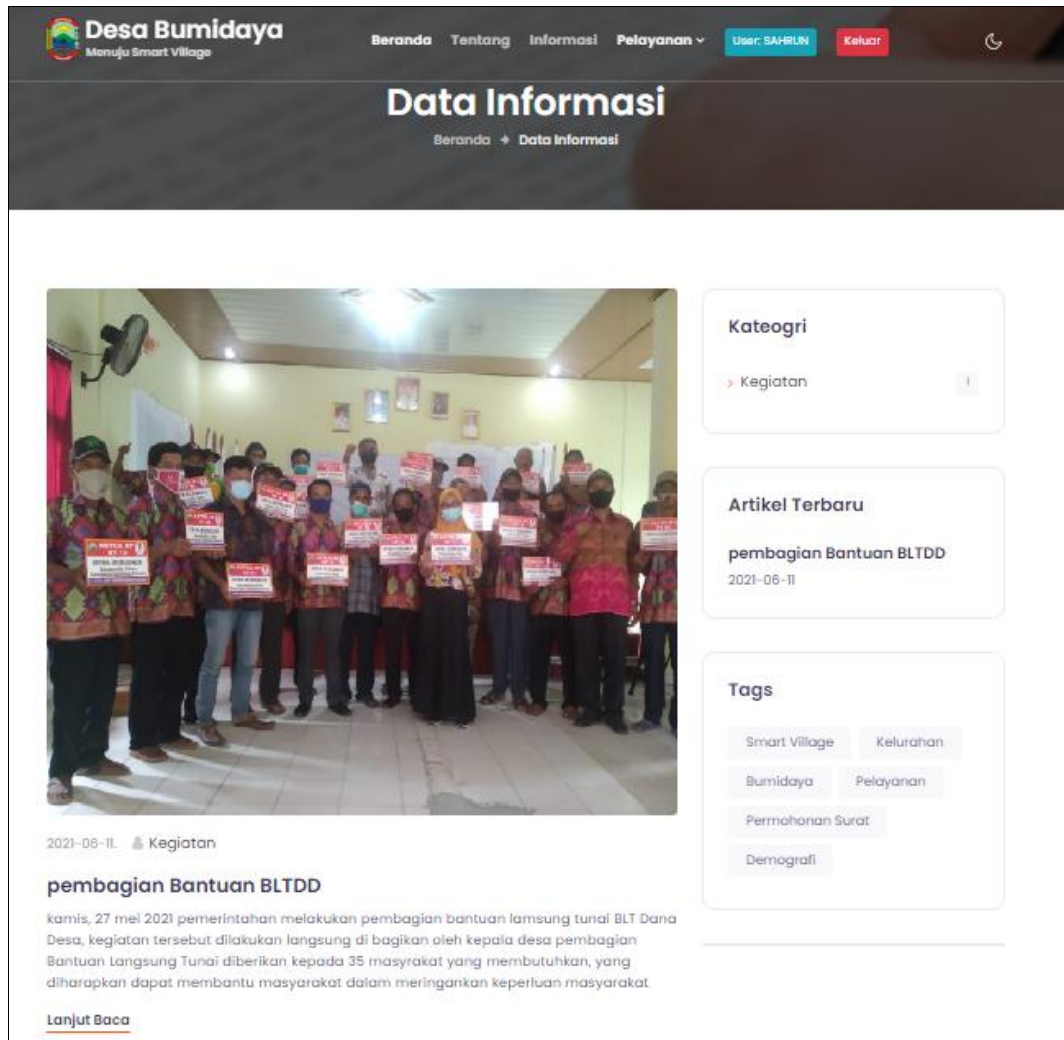 Desa Bumidaya
Menuju Smart Village
Beranda Tentang Informasi Pelayanan User: SAHRUN Keluar
Data Informasi
Beranda → Data Informasi
2021-06-11. Kegiatan
pembagian Bantuan BLTDD
kamis, 27 mei 2021 pemerintahan melakukan pembagian bantuan lamsung tunai BLT Dana
Desa, kegiatan tersebut dilakukan langsung di bagikan oleh kepala desa pembagian
Bantuan Langsung Tunai diberikan kepada 35 masyrakat yang membutuhkan, yang
diharapkan dapat membantu masyarakat dalam meringankan keperluan masyarakat
Lanjut Baca
Kateogri
Kegiatan 1
Artikel Terbaru
pembagian Bantuan BLTDD
2021-06-11
Tags
Smart Village Kelurahan
Bumidaya Pelayanan
Permohonan Surat
Demografi